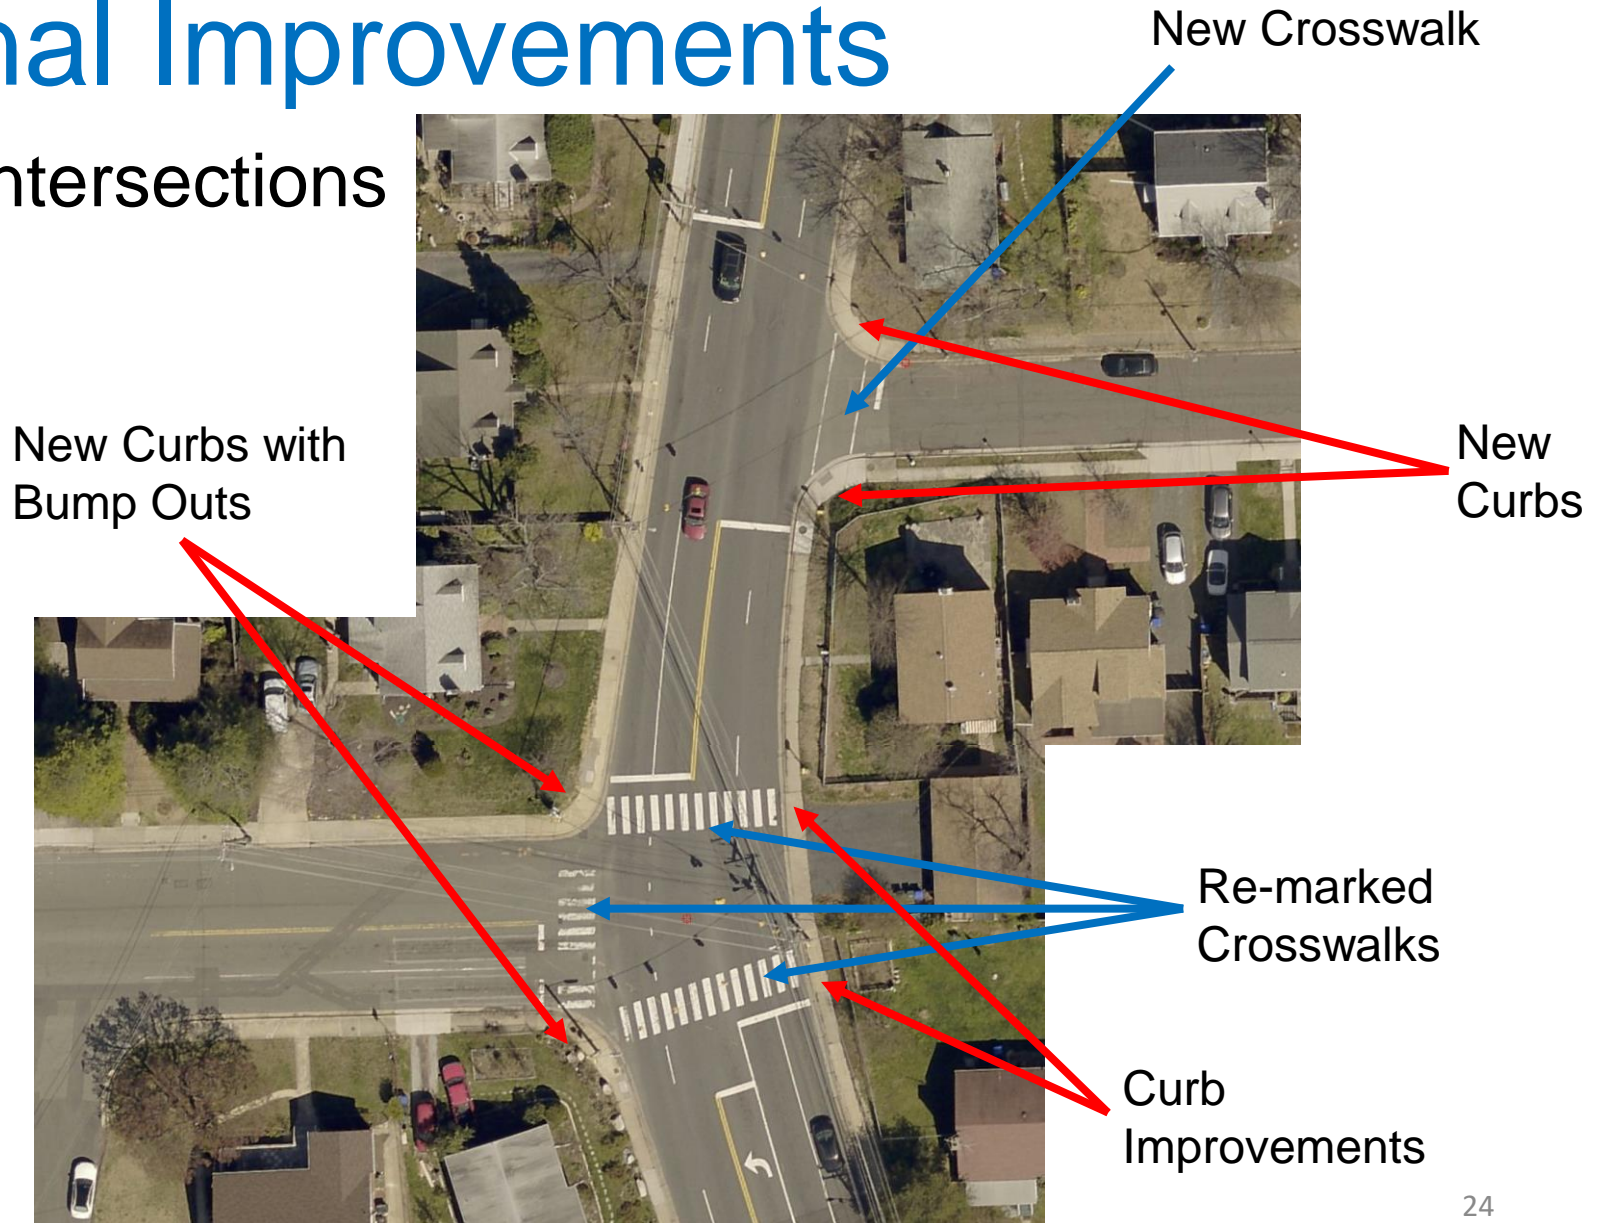 nal Improvements
ntersections
New Crosswalk
New Curbs with
Bump Outs
New
Curbs
Re-marked
Crosswalks
Curb
Improvements
24